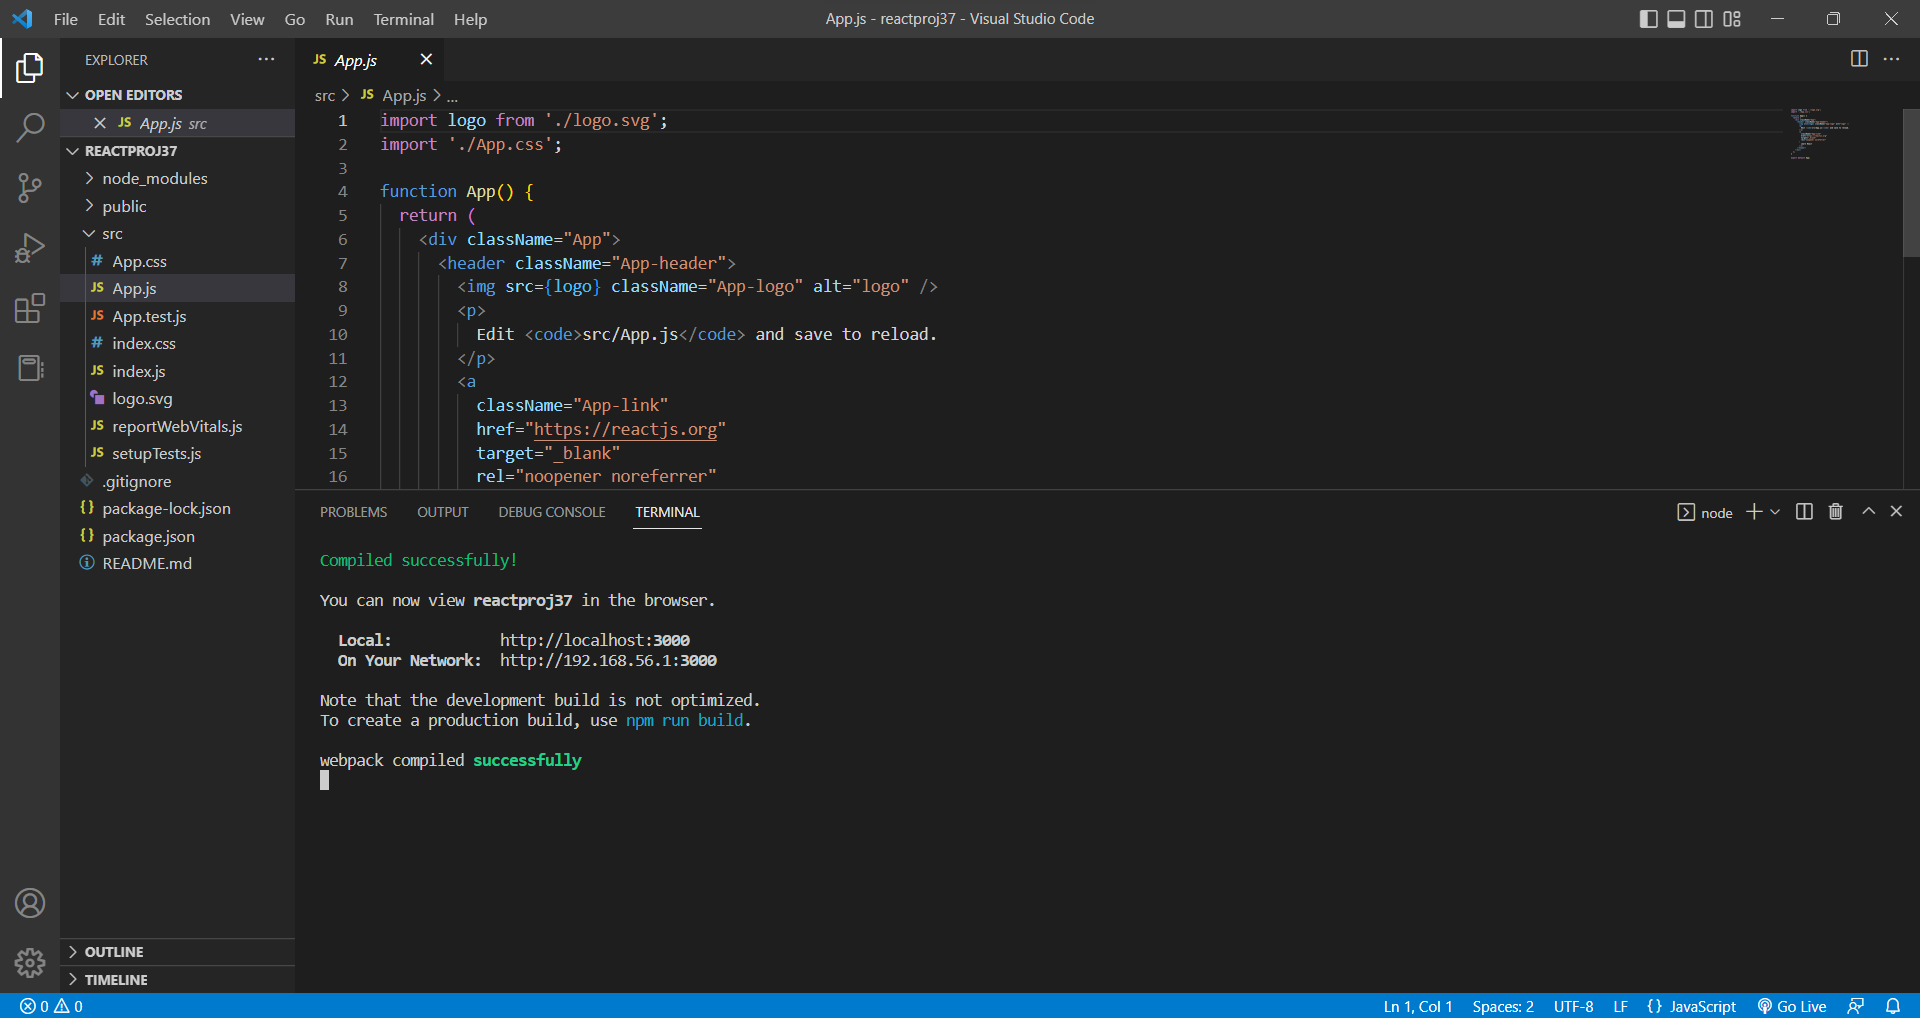 File Edit Selection View Go Run Terminal Help
App.js - reactproj37 - Visual Studio Code
EXPLORER
OPEN EDITORS
JS App.js src
REACTPROJ37
node_modules
public
src
# App.css
JS App.js
JS App.test.js
# index.css
JS index.js
logo.svg
JS reportWebVitals.js
JS setupTests.js
.gitignore
{} package-lock.json
{} package.json
README.md
OUTLINE
TIMELINE
JS App.js
src > JS App.js > ...
1 import logo from './logo.svg';
2 import './App.css';
3
4 function App() {
5 return (
6 <div className="App">
7 <header className="App-header">
8 <img src={logo} className="App-logo" alt="logo" />
9 <p>
10 Edit <code>src/App.js</code> and save to reload.
11 </p>
12 <a
13 className="App-link"
14 href="https://reactjs.org"
15 target="_blank"
16 rel="noopener noreferrer"
PROBLEMS OUTPUT DEBUG CONSOLE TERMINAL
node
Compiled successfully!
You can now view reactproj37 in the browser.
Local: http://localhost:3000
On Your Network: http://192.168.56.1:3000
Note that the development build is not optimized.
To create a production build, use npm run build.
webpack compiled successfully
0 0
Ln 1, Col 1 Spaces: 2 UTF-8 LF {} JavaScript Go Live